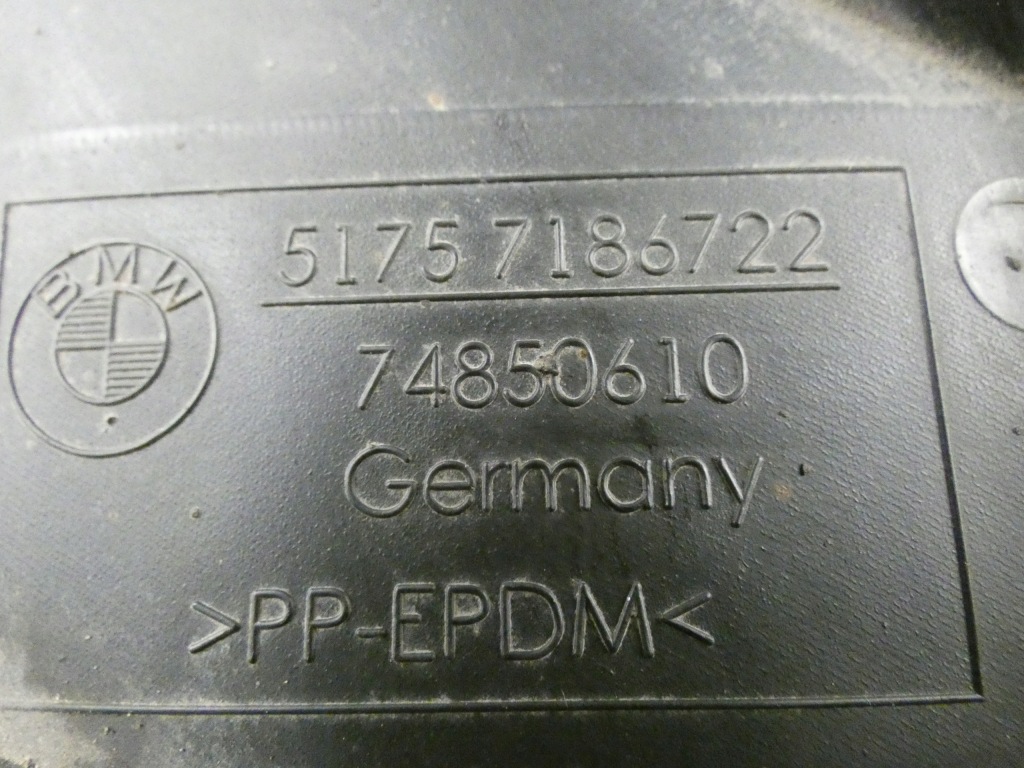 BMW
5175 7186722
74850610
Germany
>PP-EPDM<